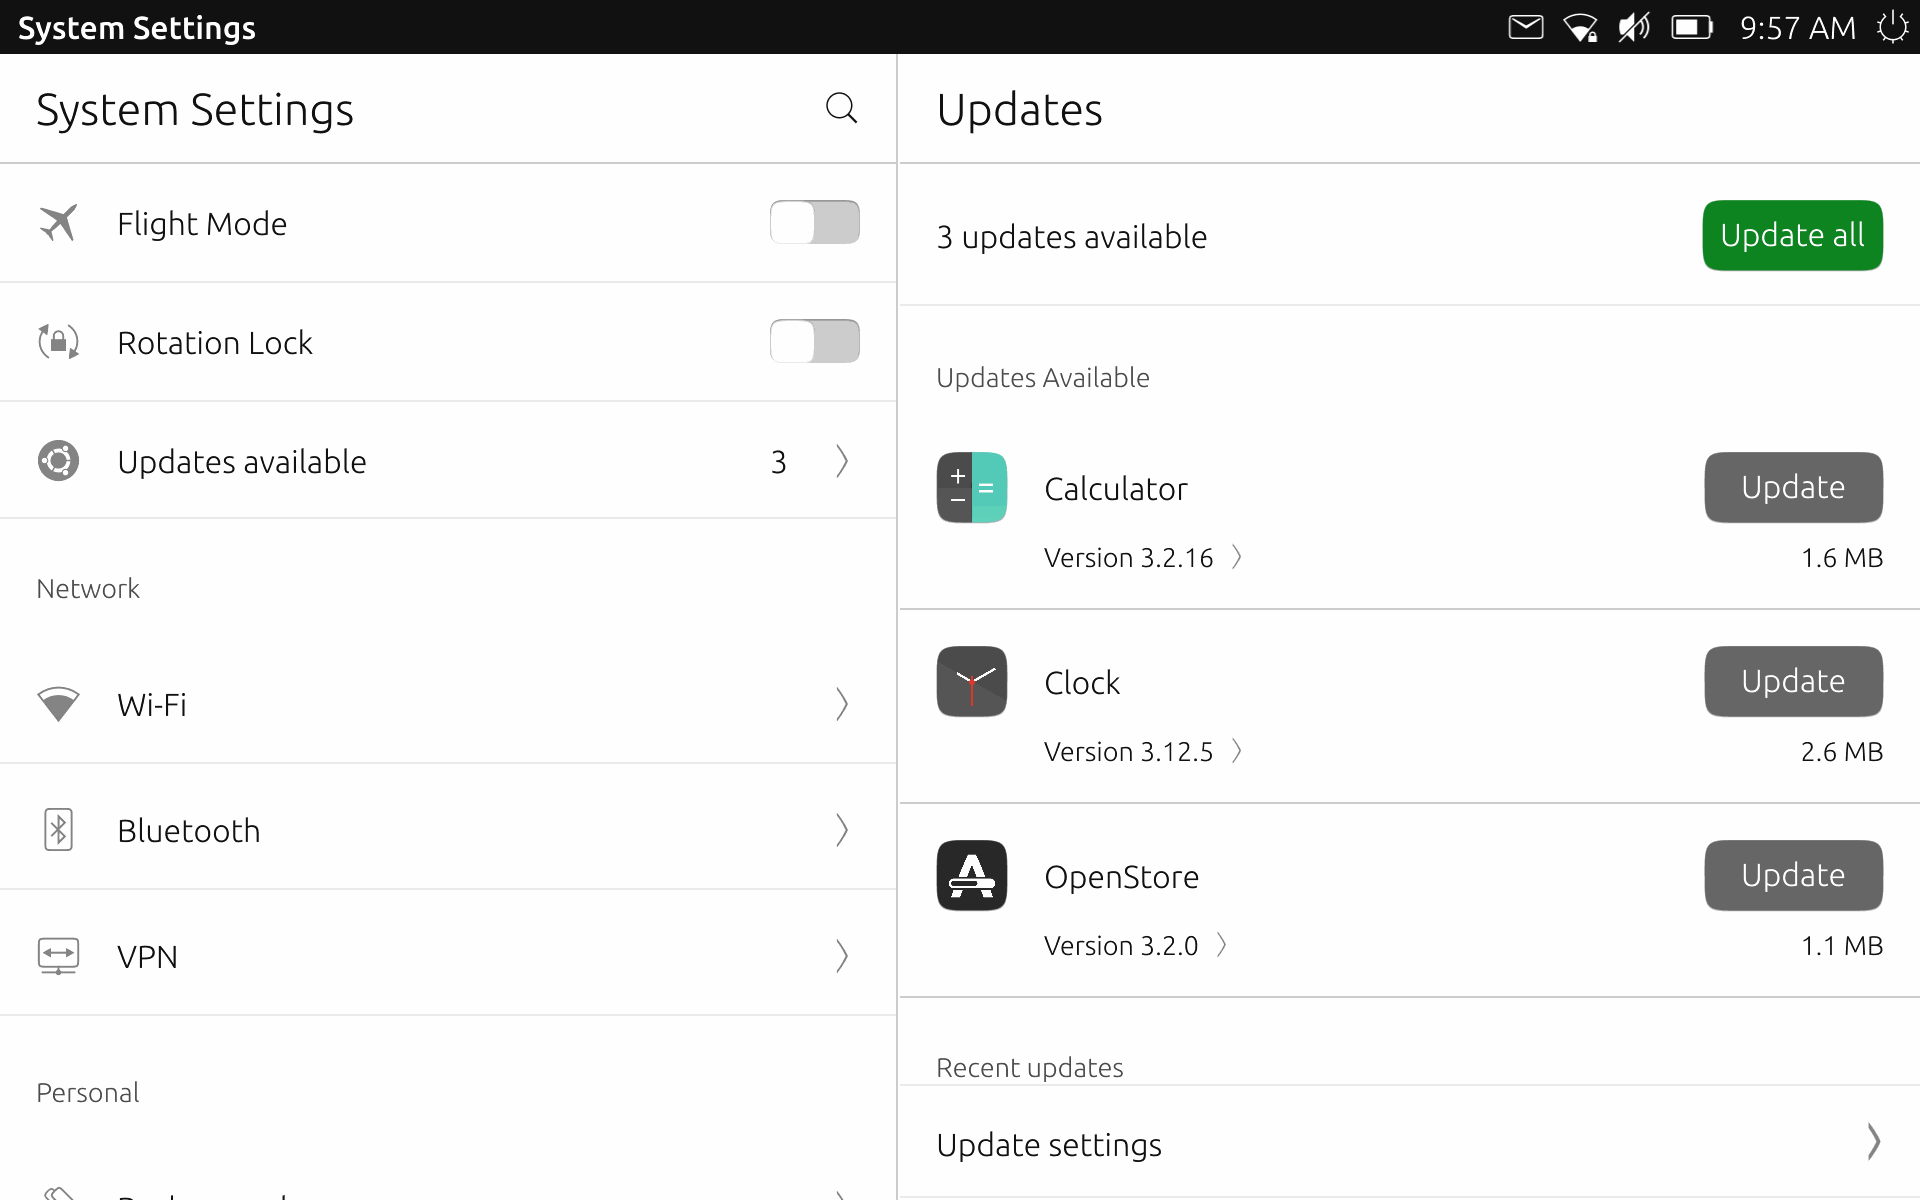 System Settings
9:57 AM
System Settings
Flight Mode
Rotation Lock
Updates available 3
Network
Wi-Fi
Bluetooth
VPN
Personal
Updates
3 updates available
Update all
Updates Available
Calculator
Update
Version 3.2.16
1.6 MB
Clock
Update
Version 3.12.5
2.6 MB
OpenStore
Update
Version 3.2.0
1.1 MB
Recent updates
Update settings